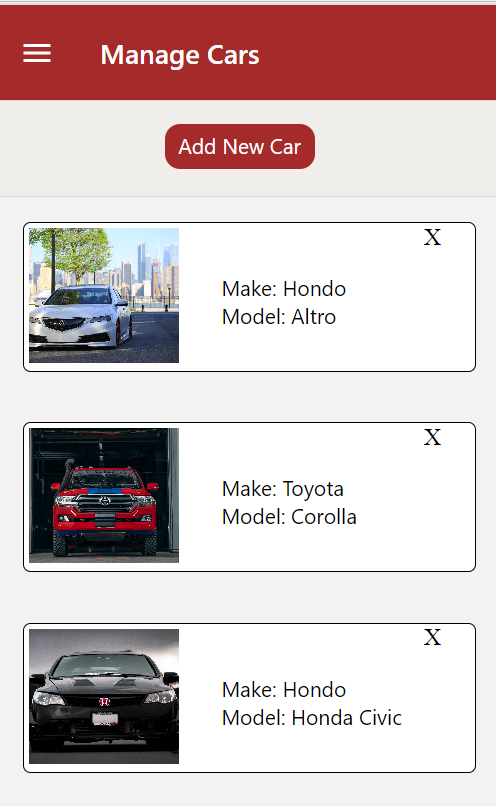 Manage Cars
Add New Car
X
Make: Hondo
Model: Altro
X
Make: Toyota
Model: Corolla
X
Make: Hondo
Model: Honda Civic